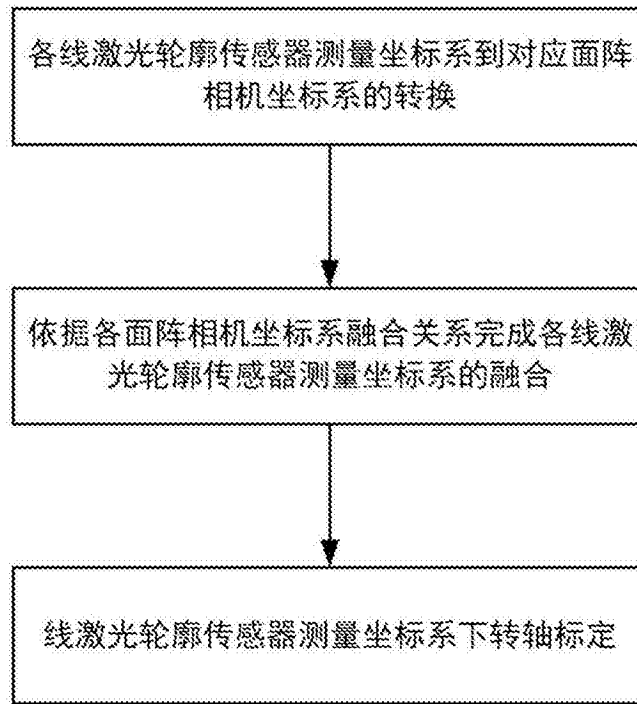 各线激光轮廓传感器测量坐标系到对应面阵
相机坐标系的转换
依据各面阵相机坐标系融合关系完成各线激
光轮廓传感器测量坐标系的融合
线激光轮廓传感器测量坐标系下转轴标定